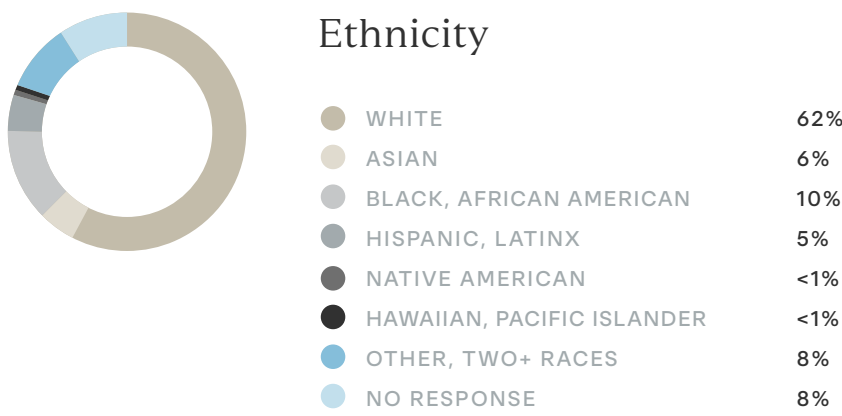 Ethnicity
WHITE 62%
ASIAN 6%
BLACK, AFRICAN AMERICAN 10%
HISPANIC, LATINX 5%
NATIVE AMERICAN <1%
HAWAIIAN, PACIFIC ISLANDER <1%
OTHER, TWO+ RACES 8%
NO RESPONSE 8%